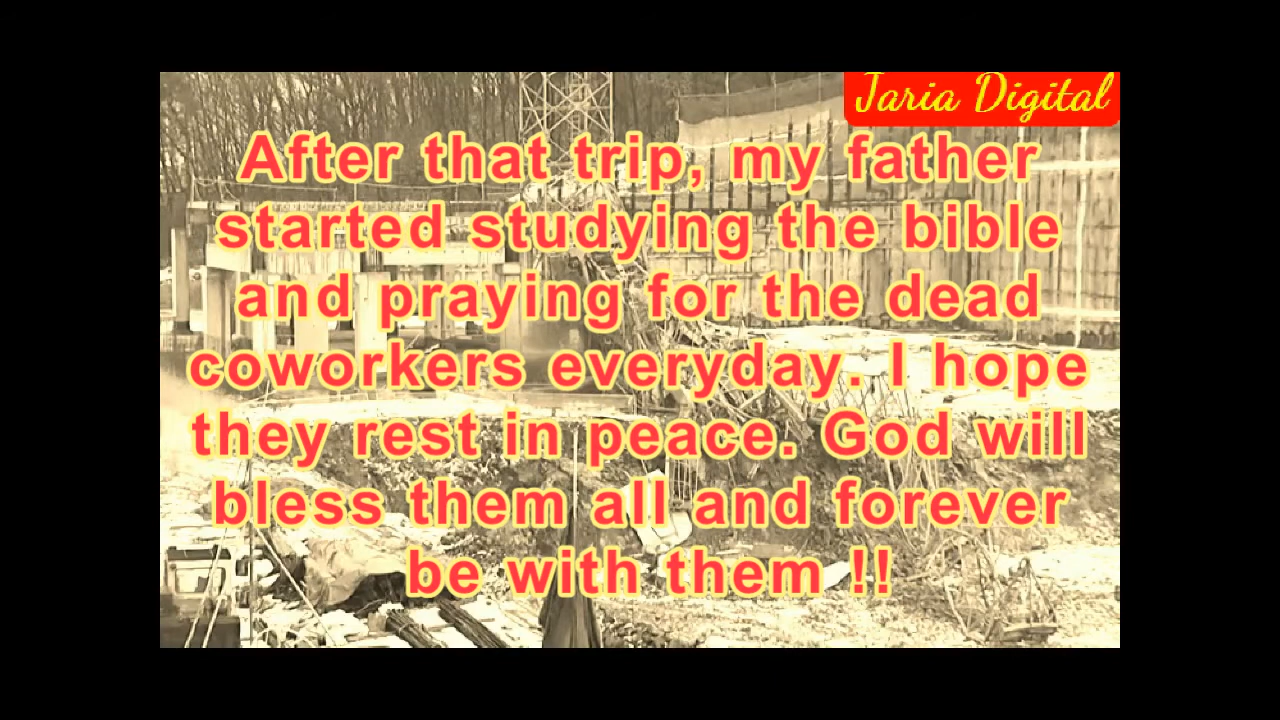 Jaria Digital
After that trip, my father
started studying the bible
and praying for the dead
coworkers everyday. I hope
they rest in peace. God will
bless them all and forever
be with them !!